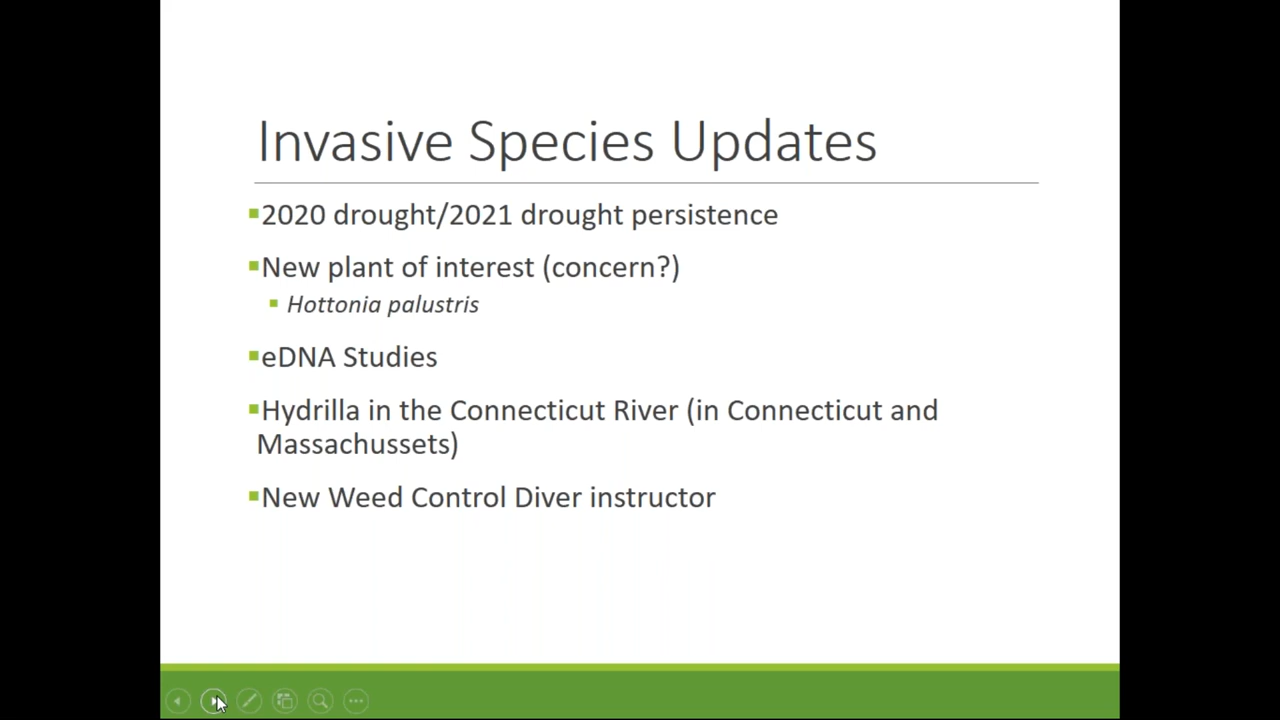 Invasive Species Updates
2020 drought/2021 drought persistence
New plant of interest (concern?)
Hottonia palustris
eDNA Studies
Hydrilla in the Connecticut River (in Connecticut and
Massachussets)
New Weed Control Diver instructor